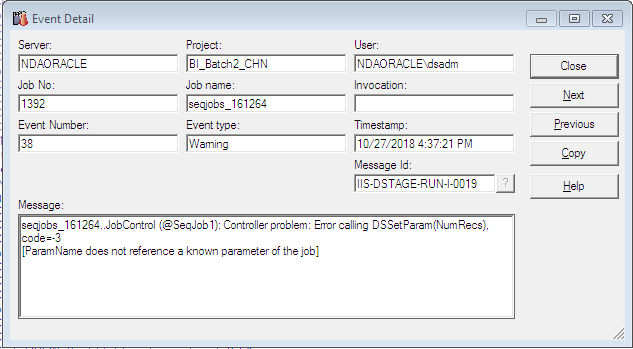 Event Detail
Server: Project: User:
NDAORACLE BI_Batch2_CHN NDAORACLE\dsadm Close
Job No: Job name: Invocation:
1392 seqjobs_161264 Next
Event Number: Event type: Timestamp: Previous
38 Warning 10/27/2018 4:37:21 PM
Message Id: Copy
IIS-DSTAGE-RUN-I-0019 ? Help
Message:
seqjobs_161264..JobControl (@SeqJob1): Controller problem: Error calling DSSetParam(NumRecs),
code=-3
[ParamName does not reference a known parameter of the job]